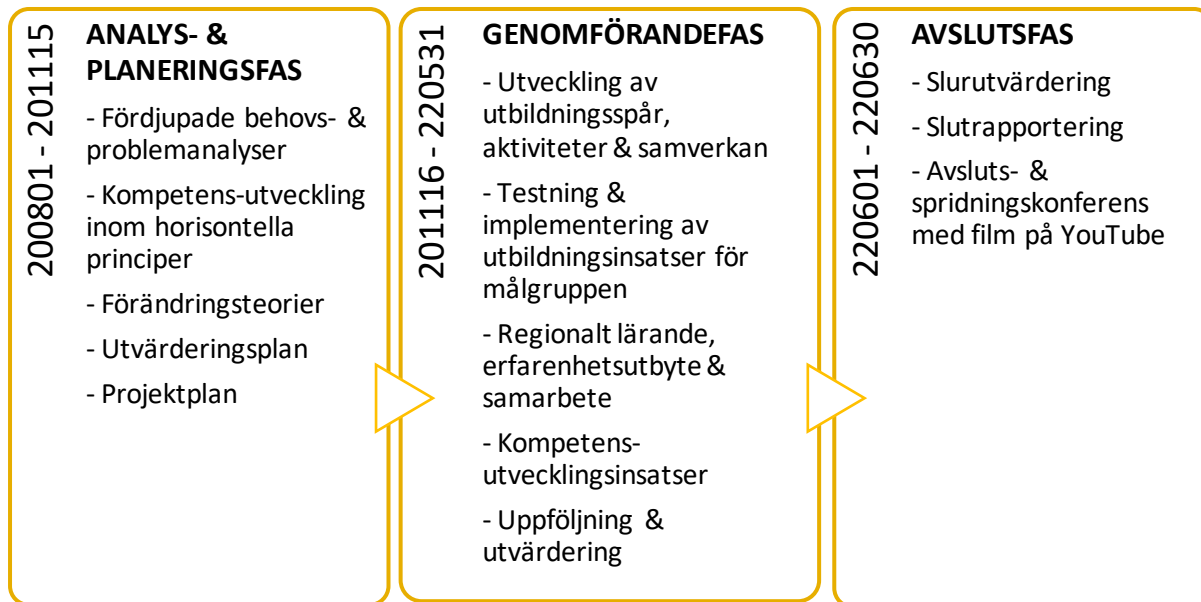 200801 - 201115
ANALYS- &
PLANERINGSFAS
- Fördjupade behovs- &
problemanalyser
- Kompetens-utveckling
inom horisontella
principer
- Förändringsteorier
- Utvärderingsplan
- Projektplan
201116 - 220531
GENOMFÖRANDEFAS
- Utveckling av
utbildningsspår,
aktiviteter & samverkan
- Testning &
implementering av
utbildningsinsatser för
målgruppen
- Regionalt lärande,
erfarenhetsutbyte &
samarbete
- Kompetens-
utvecklingsinsatser
- Uppföljning &
utvärdering
220601 - 220630
AVSLUTSFAS
- Slurutvärdering
- Slutrapportering
- Avsluts- &
spridningskonferens
med film på YouTube